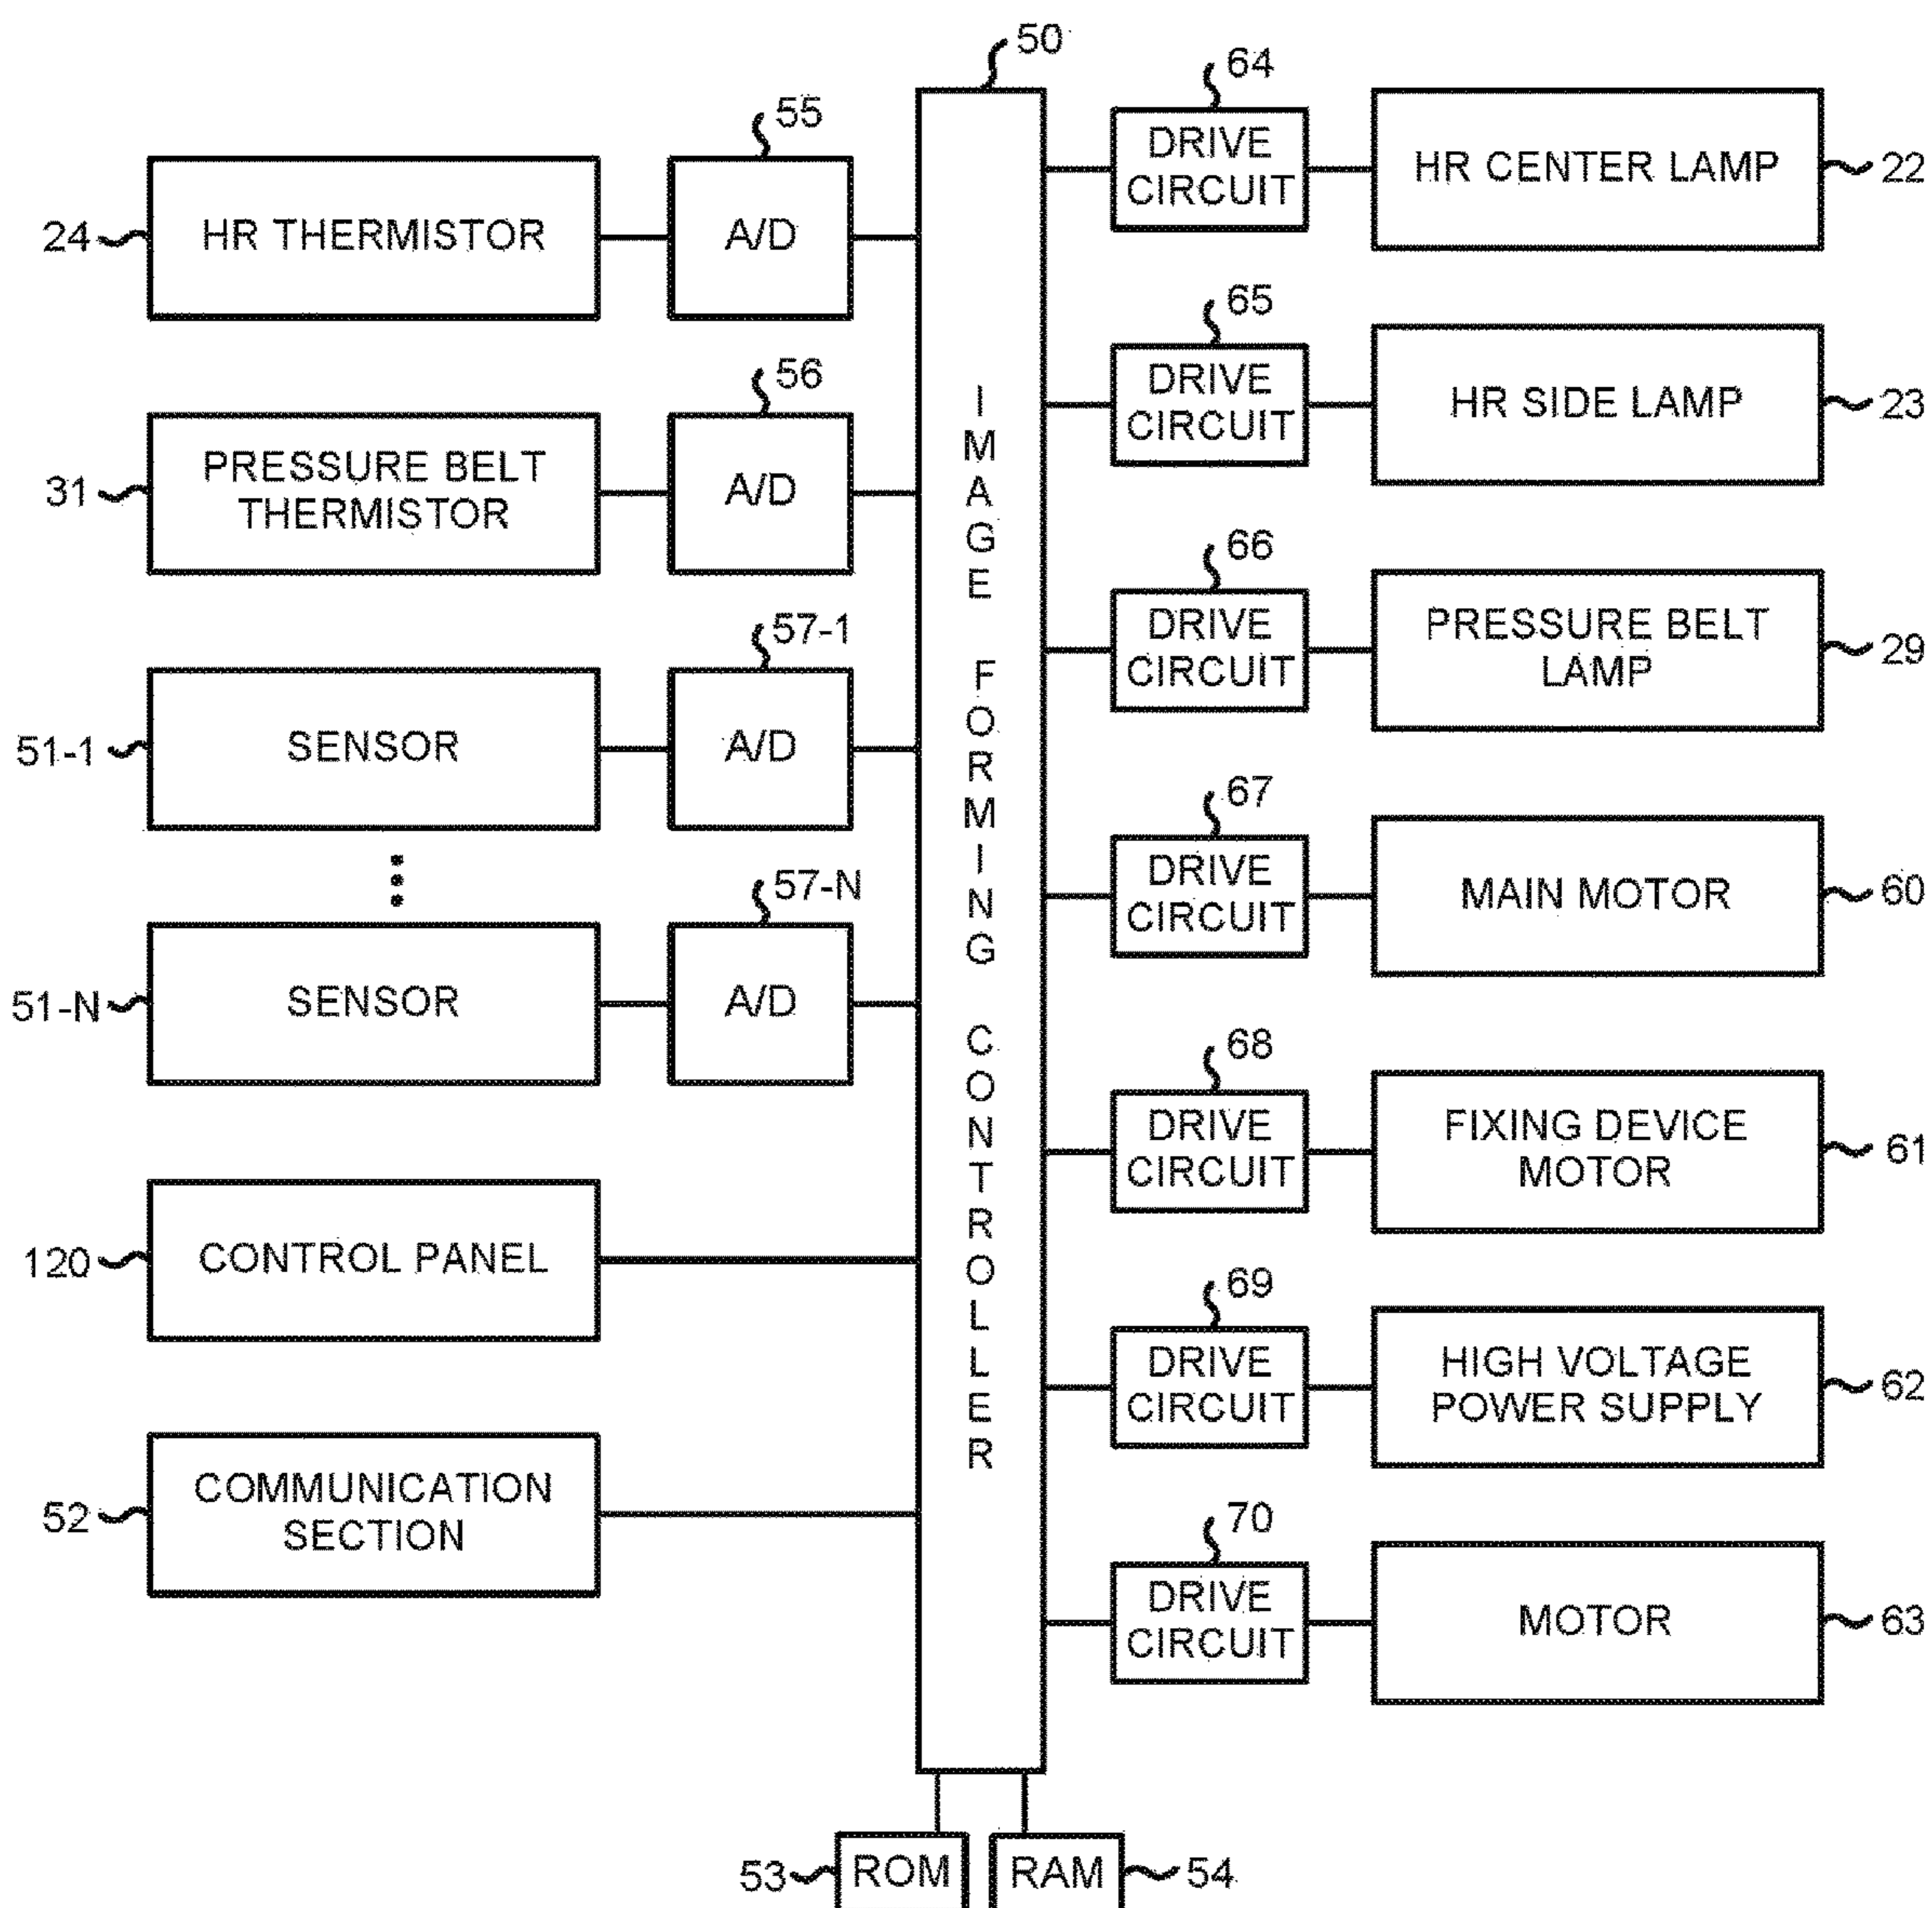 50
55
24
HR THERMISTOR
A/D
56
31
PRESSURE BELT
THERMISTOR
A/D
57-1
51-1
SENSOR
A/D
57-N
51-N
SENSOR
A/D
120
CONTROL PANEL
52
COMMUNICATION
SECTION
IMAGE FORMING CONTROLLER
64
DRIVE
CIRCUIT
HR CENTER LAMP
22
65
DRIVE
CIRCUIT
HR SIDE LAMP
23
66
DRIVE
CIRCUIT
PRESSURE BELT
LAMP
29
67
DRIVE
CIRCUIT
MAIN MOTOR
60
68
DRIVE
CIRCUIT
FIXING DEVICE
MOTOR
61
69
DRIVE
CIRCUIT
HIGH VOLTAGE
POWER SUPPLY
62
70
DRIVE
CIRCUIT
MOTOR
63
53
ROM
RAM
54